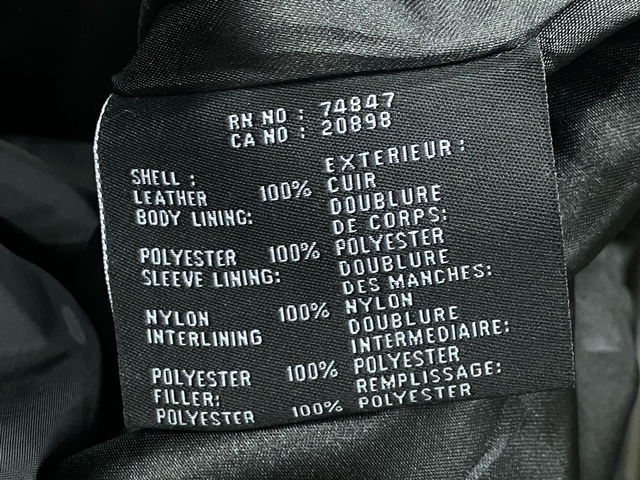 RN NO : 74847
CA NO : 20898
EXTERIEUR :
SHELL :
LEATHER 100% CUIR
BODY LINING: DOUBLURE
DE CORPS:
POLYESTER 100% POLYESTER
SLEEVE LINING: DOUBLURE
DES MANCHES:
NYLON 100% NYLON
INTERLINING DOUBLURE
INTERMEDIAIRE:
POLYESTER 100% POLYESTER
FILLER: REMPLISSAGE:
POLYESTER 100% POLYESTER